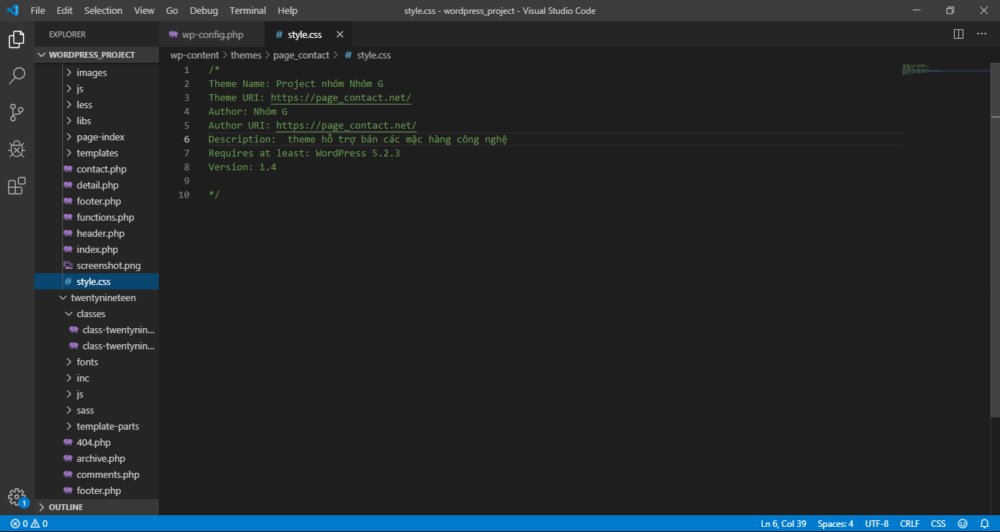 File Edit Selection View Go Debug Terminal Help
style.css - wordpress_project - Visual Studio Code
EXPLORER
WORDPRESS_PROJECT
images
js
less
libs
page-index
templates
contact.php
detail.php
footer.php
functions.php
header.php
index.php
screenshot.png
# style.css
twentynineteen
classes
class-twentynin...
class-twentynin...
fonts
inc
js
sass
template-parts
404.php
archive.php
comments.php
footer.php
OUTLINE
1
wp-config.php
# style.css
wp-content > themes > page_contact > # style.css
1 /*
2 Theme Name: Project nhóm Nhóm G
3 Theme URI: https://page_contact.net/
4 Author: Nhóm G
5 Author URI: https://page_contact.net/
6 Description:  theme hỗ trợ bán các mặc hàng công nghệ
7 Requires at least: WordPress 5.2.3
8 Version: 1.4
9
10 */
0 0
Ln 6, Col 39 Spaces: 4 UTF-8 CRLF CSS